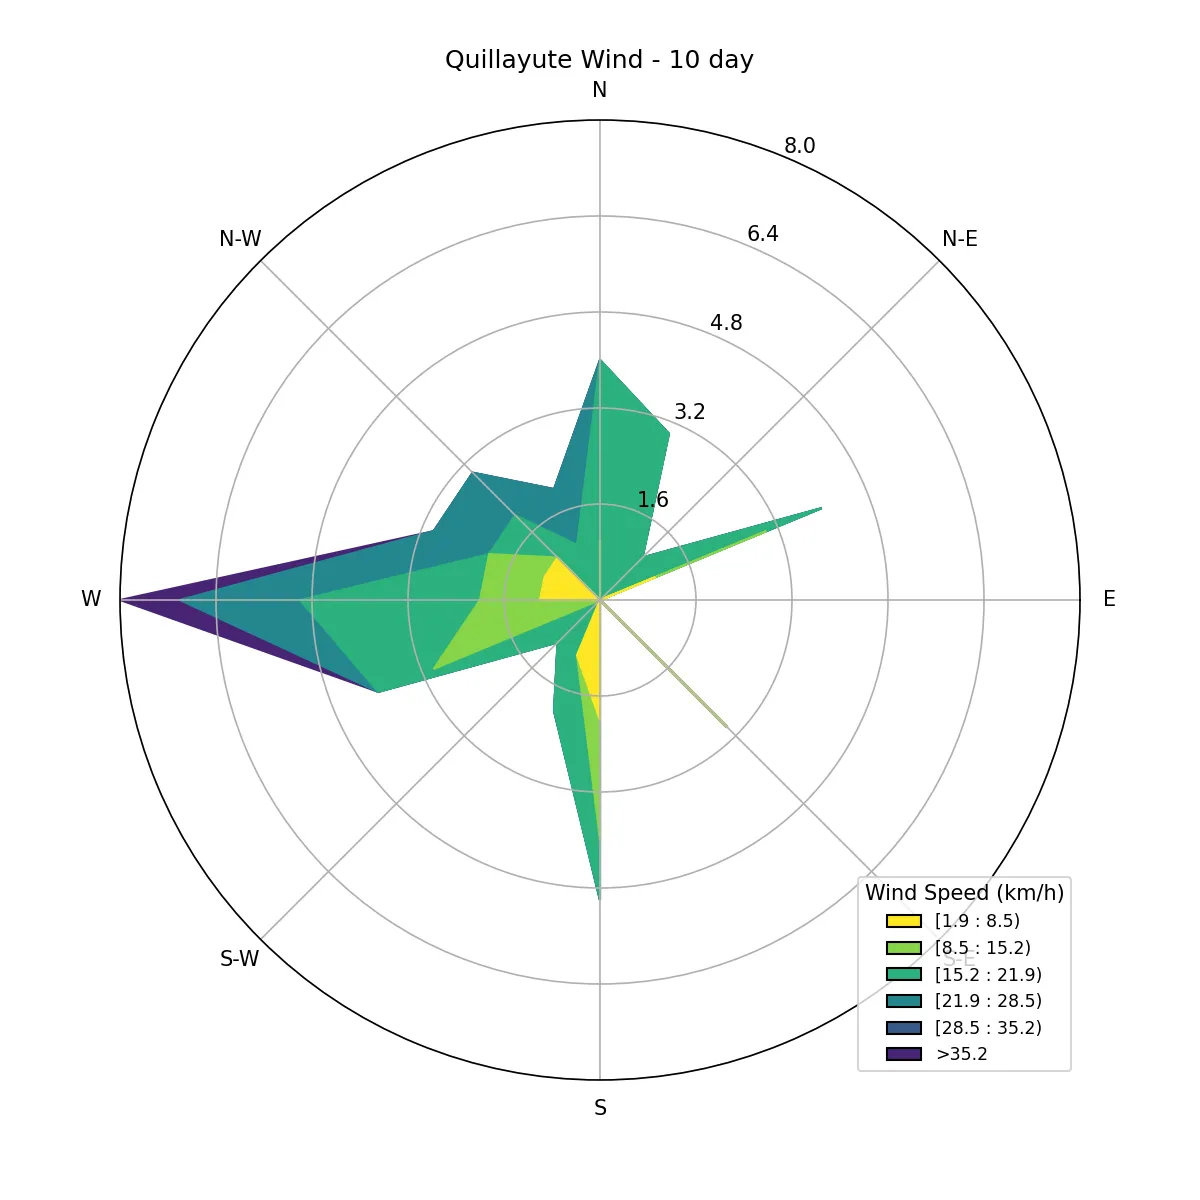 Quillayute Wind - 10 day
N
8.0
N-W
6.4
N-E
4.8
3.2
1.6
W
E
Wind Speed (km/h)
[1.9 : 8.5)
[8.5 : 15.2)
[15.2 : 21.9)
[21.9 : 28.5)
[28.5 : 35.2)
>35.2
S-W
S-E
S